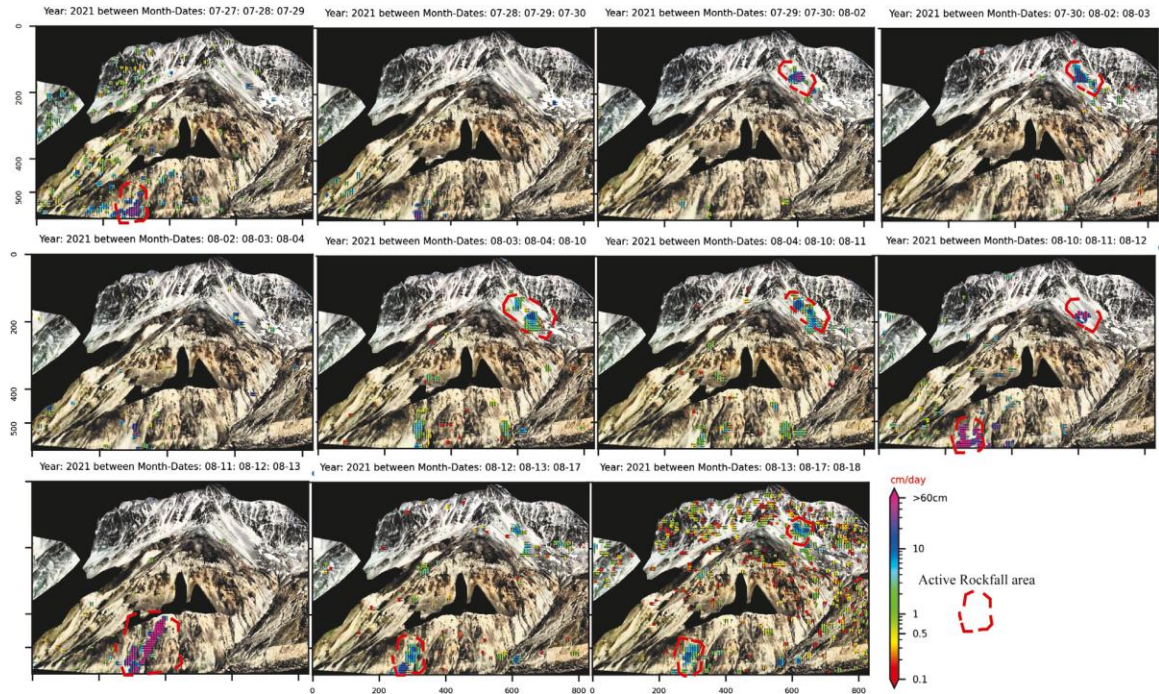 Year: 2021 between Month-Dates: 07-27: 07-28: 07-29
Year: 2021 between Month-Dates: 07-28: 07-29: 07-30
Year: 2021 between Month-Dates: 07-29: 07-30: 08-02
Year: 2021 between Month-Dates: 07-30: 08-02: 08-03
0
200
400
500
Year: 2021 between Month-Dates: 08-02: 08-03: 08-04
Year: 2021 between Month-Dates: 08-03: 08-04: 08-10
Year: 2021 between Month-Dates: 08-04: 08-10: 08-11
Year: 2021 between Month-Dates: 08-10: 08-11: 08-12
0
200
400
500
Year: 2021 between Month-Dates: 08-11: 08-12: 08-13
Year: 2021 between Month-Dates: 08-12: 08-13: 08-17
Year: 2021 between Month-Dates: 08-13: 08-17: 08-18
0 200 400 600 800
0 200 400 600 800
cm/day
>60cm
10
1
0.5
0.1
Active Rockfall area